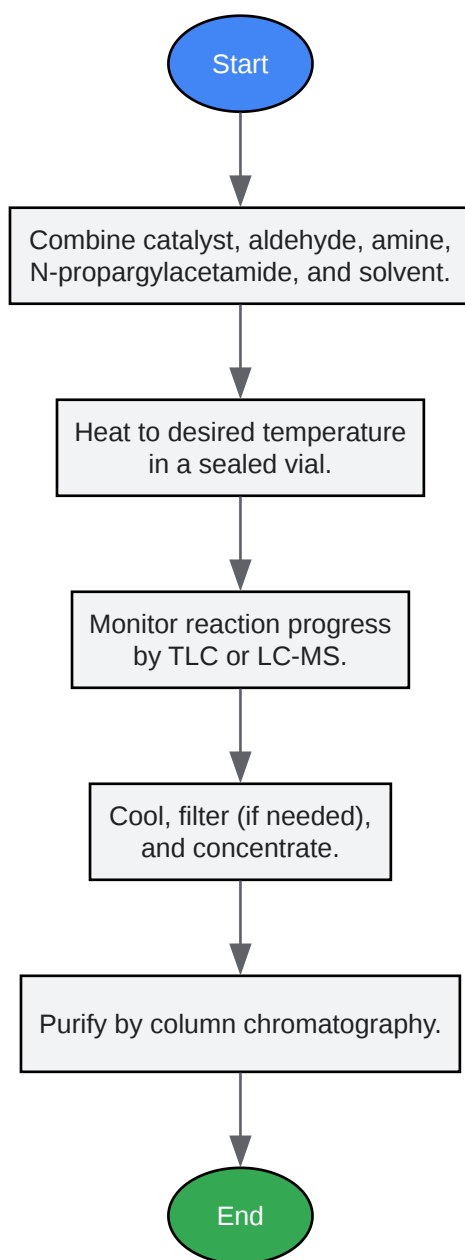 Start
Combine catalyst, aldehyde, amine,
N-propargylacetamide, and solvent.
Heat to desired temperature
in a sealed vial.
Monitor reaction progress
by TLC or LC-MS.
Cool, filter (if needed),
and concentrate.
Purify by column chromatography.
End